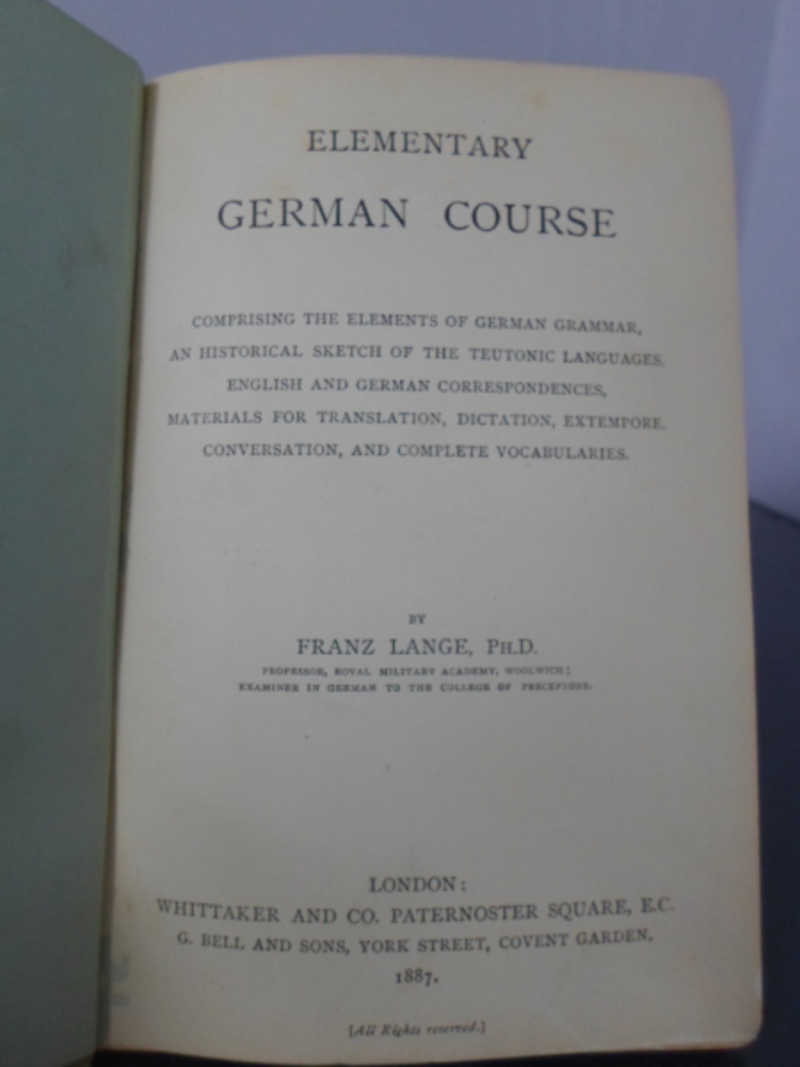 ELEMENTARY
GERMAN COURSE
COMPRISING THE ELEMENTS OF GERMAN GRAMMAR,
AN HISTORICAL SKETCH OF THE TEUTONIC LANGUAGES,
ENGLISH AND GERMAN CORRESPONDENCES,
MATERIALS FOR TRANSLATION, DICTATION, EXTEMPORE
CONVERSATION, AND COMPLETE VOCABULARIES.
BY
FRANZ LANGE, PH.D.
PROFESSOR, ROYAL MILITARY ACADEMY, WOOLWICH;
EXAMINER IN GERMAN TO THE COLLEGE OF PRECEPTORS.
LONDON:
WHITTAKER AND CO. PATERNOSTER SQUARE, E.C.
G. BELL AND SONS, YORK STREET, COVENT GARDEN.
1887.
[All Rights reserved.]